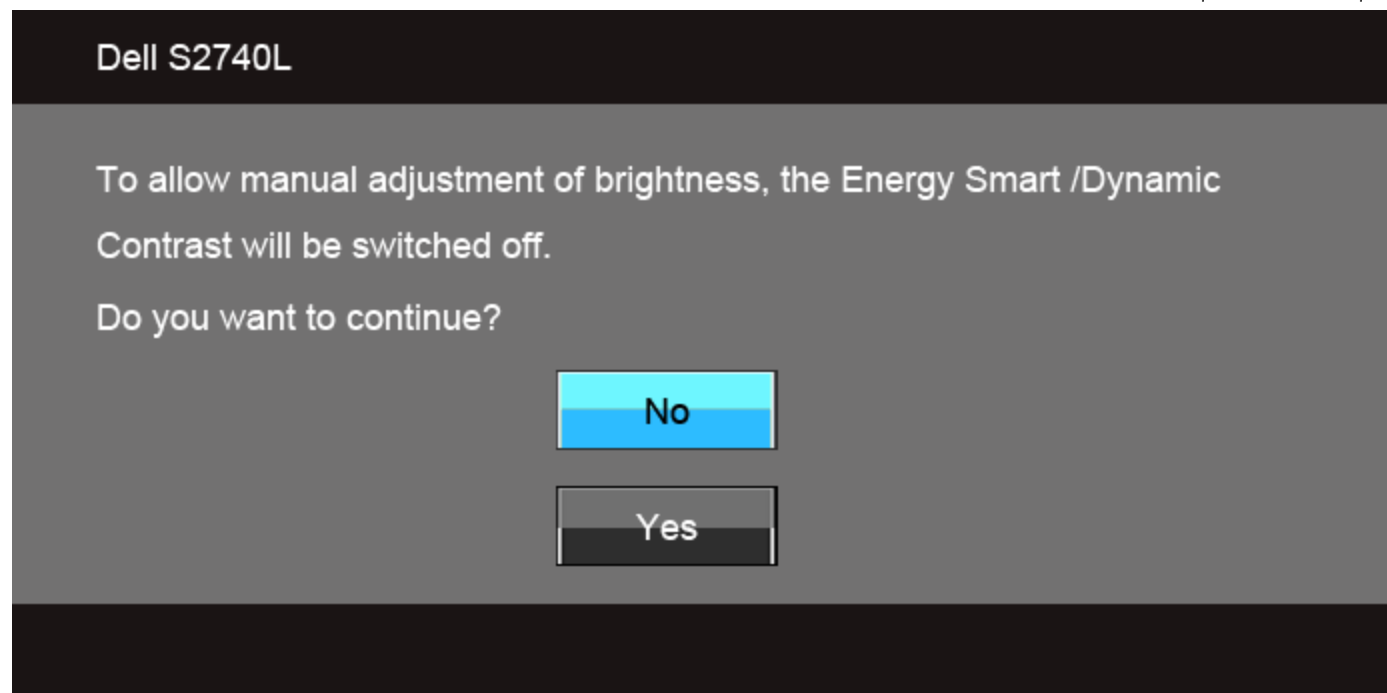 Dell S2740L
To allow manual adjustment of brightness, the Energy Smart /Dynamic
Contrast will be switched off.
Do you want to continue?
No
Yes